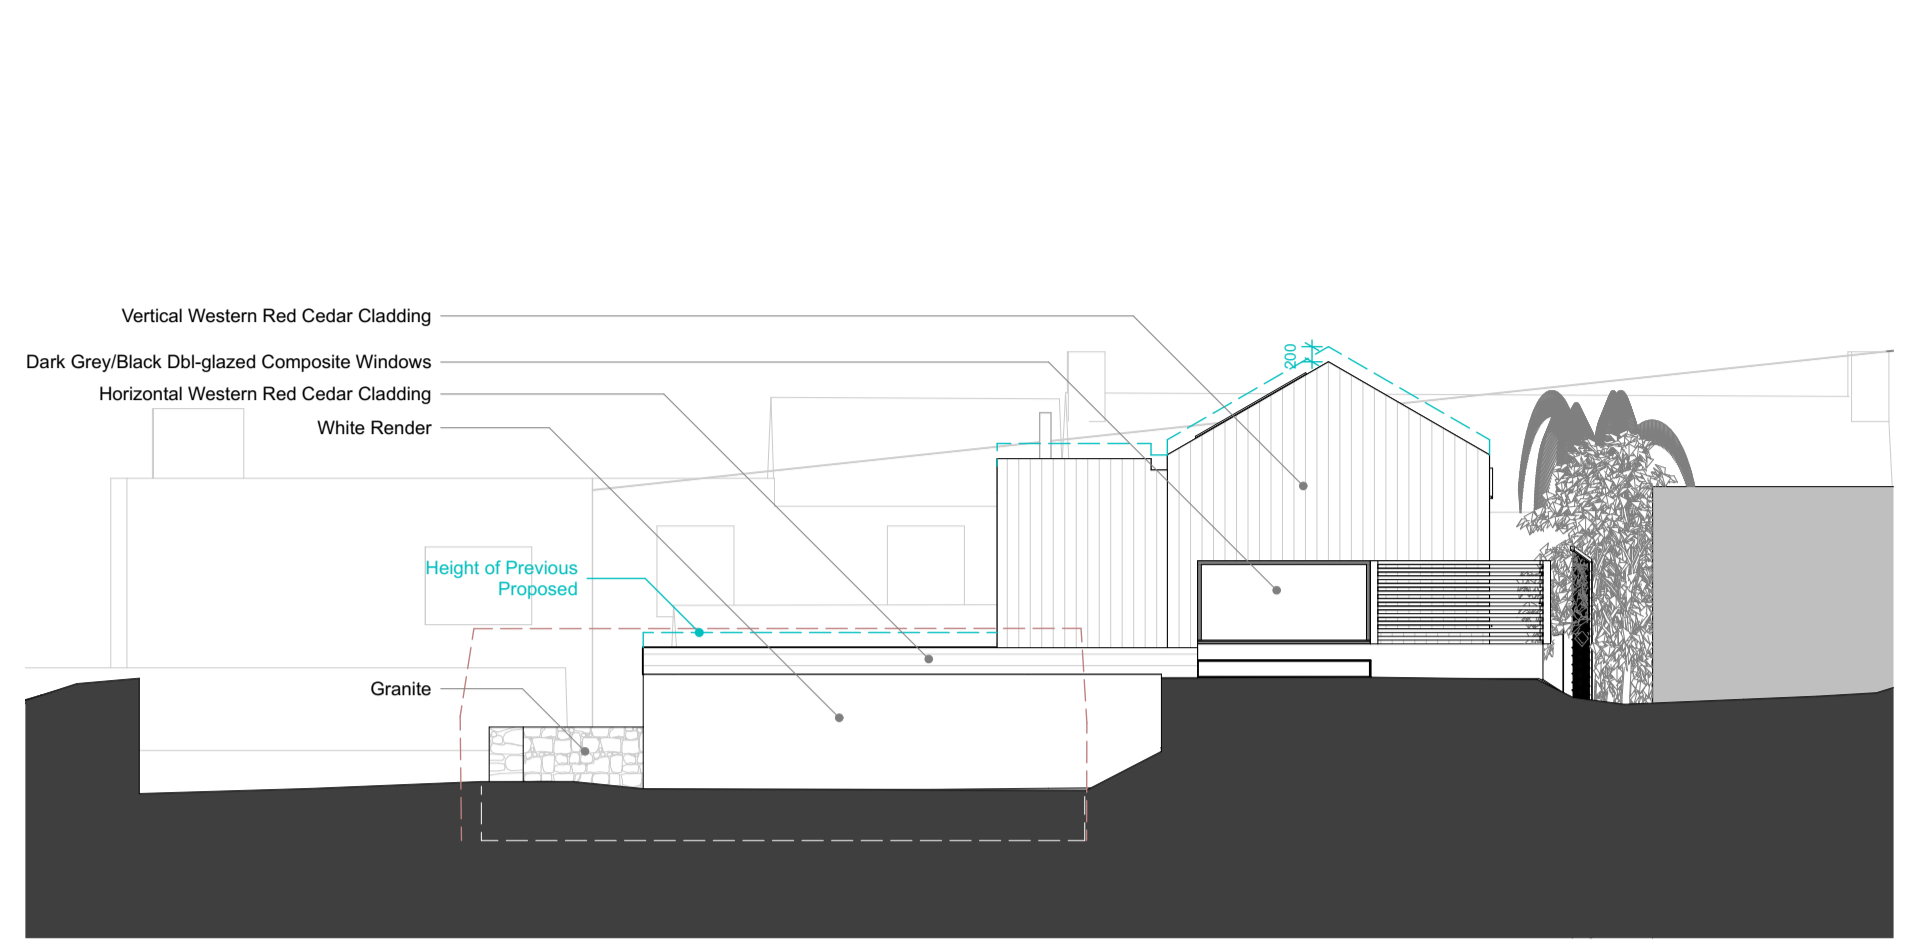 Vertical Western Red Cedar Cladding
200
Dark Grey/Black Dbl-glazed Composite Windows
Horizontal Western Red Cedar Cladding
White Render
Height of Previous
Proposed
Granite